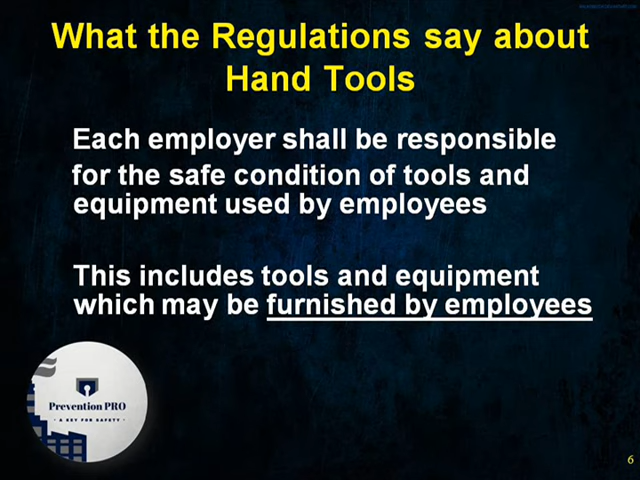 What the Regulations say about
Hand Tools
Each employer shall be responsible
for the safe condition of tools and
equipment used by employees
This includes tools and equipment
which may be furnished by employees
Prevention PRO
· A KEY FOR SAFETY ·
6